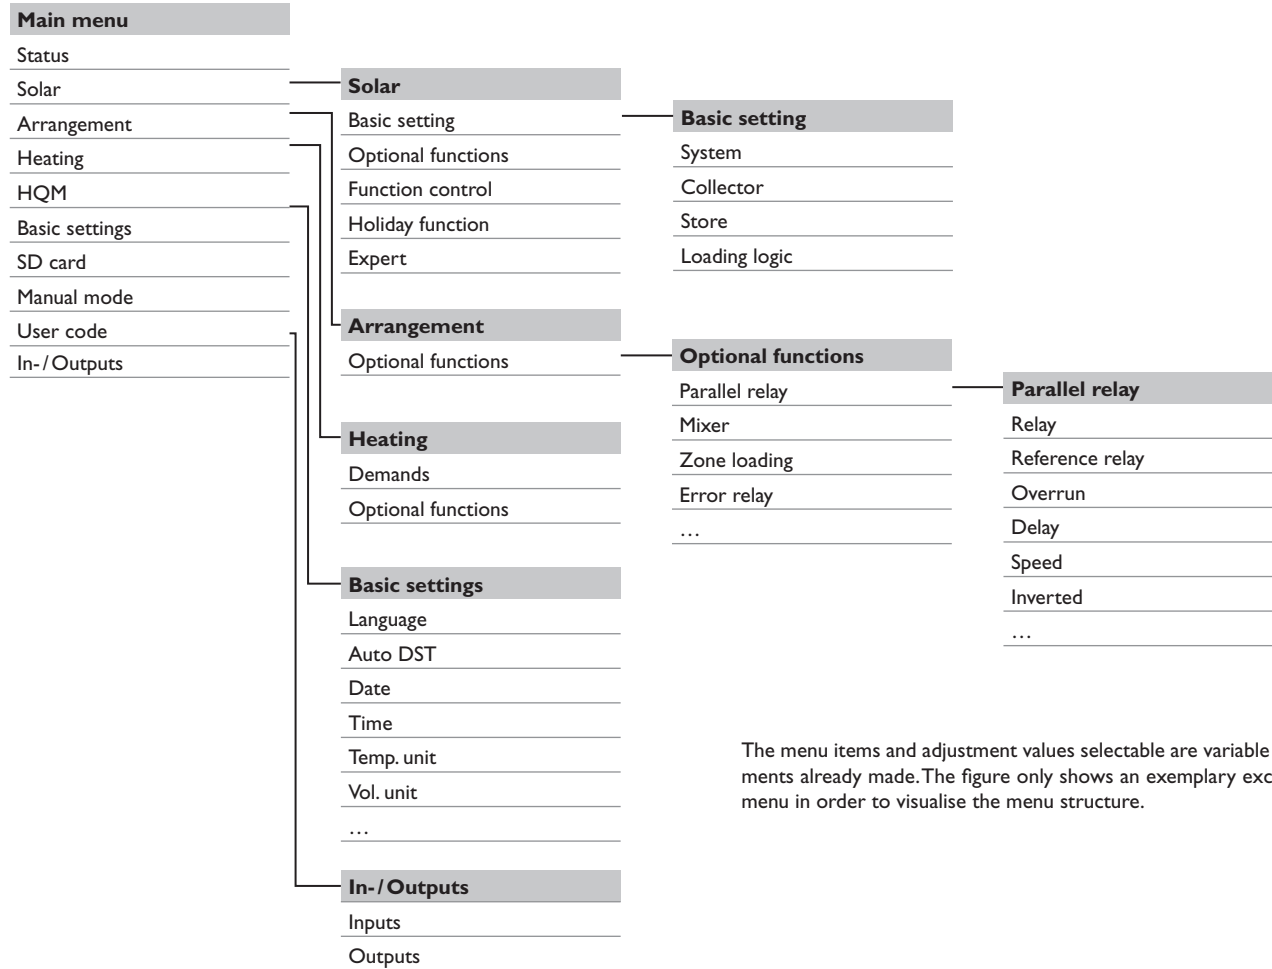 Main menu
Status
Solar
Arrangement
Heating
HQM
Basic settings
SD card
Manual mode
User code
In-/Outputs
Solar
Basic setting
Optional functions
Function control
Holiday function
Expert
Basic setting
System
Collector
Store
Loading logic
Arrangement
Optional functions
Optional functions
Parallel relay
Mixer
Zone loading
Error relay
…
Parallel relay
Relay
Reference relay
Overrun
Delay
Speed
Inverted
…
Heating
Demands
Optional functions
Basic settings
Language
Auto DST
Date
Time
Temp. unit
Vol. unit
…
In-/Outputs
Inputs
Outputs
The menu items and adjustment values selectable are variable
ments already made. The figure only shows an exemplary exc
menu in order to visualise the menu structure.